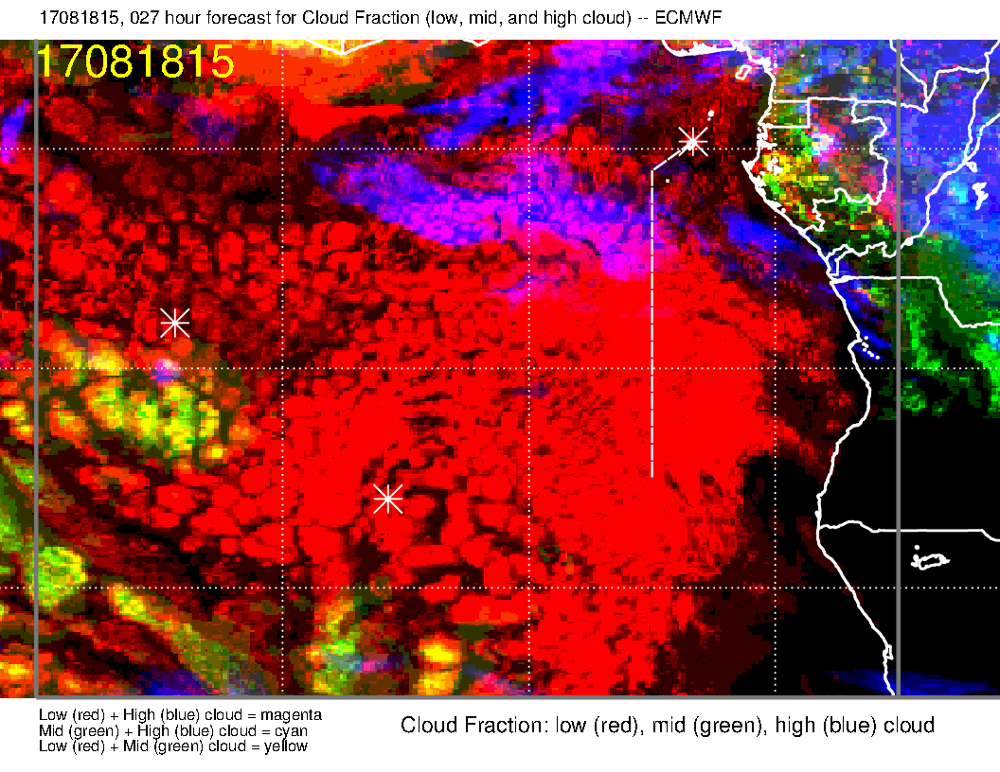 17081815, 027 hour forecast for Cloud Fraction (low, mid, and high cloud) -- ECMWF
17081815
Low (red) + High (blue) cloud = magenta
Mid (green) + High (blue) cloud = cyan
Low (red) + Mid (green) cloud = yellow
Cloud Fraction: low (red), mid (green), high (blue) cloud